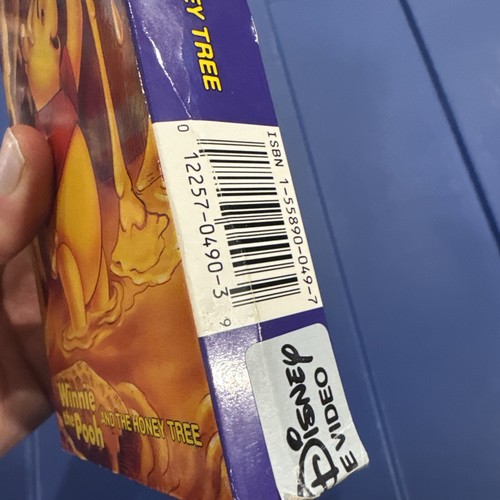 EY TREE
ISBN 1-55890-049-7
0 12257-0490-3 9
Winnie
the Pooh
AND THE HONEY TREE
Disney
E VIDEO